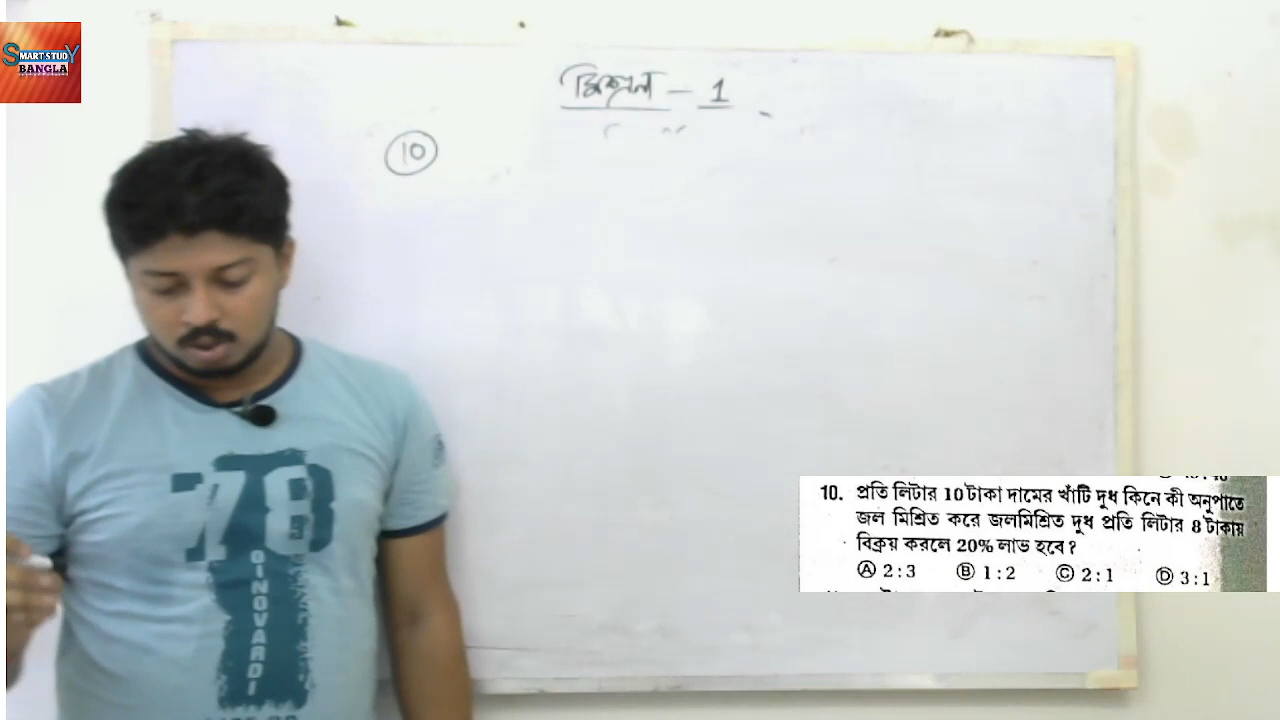 SMART STUDY
BANGLA
মিশ্রণ - 1
10
78
OINOVARDI
10. প্রতি লিটার 10 টাকা দামের খাঁটি দুধ কিনে কী অনুপাতে
জল মিশ্রিত করে জলমিশ্রিত দুধ প্রতি লিটার 8 টাকায়
বিক্রয় করলে 20% লাভ হবে?
Ⓐ 2:3 Ⓑ 1:2 Ⓒ 2:1 Ⓓ 3:1